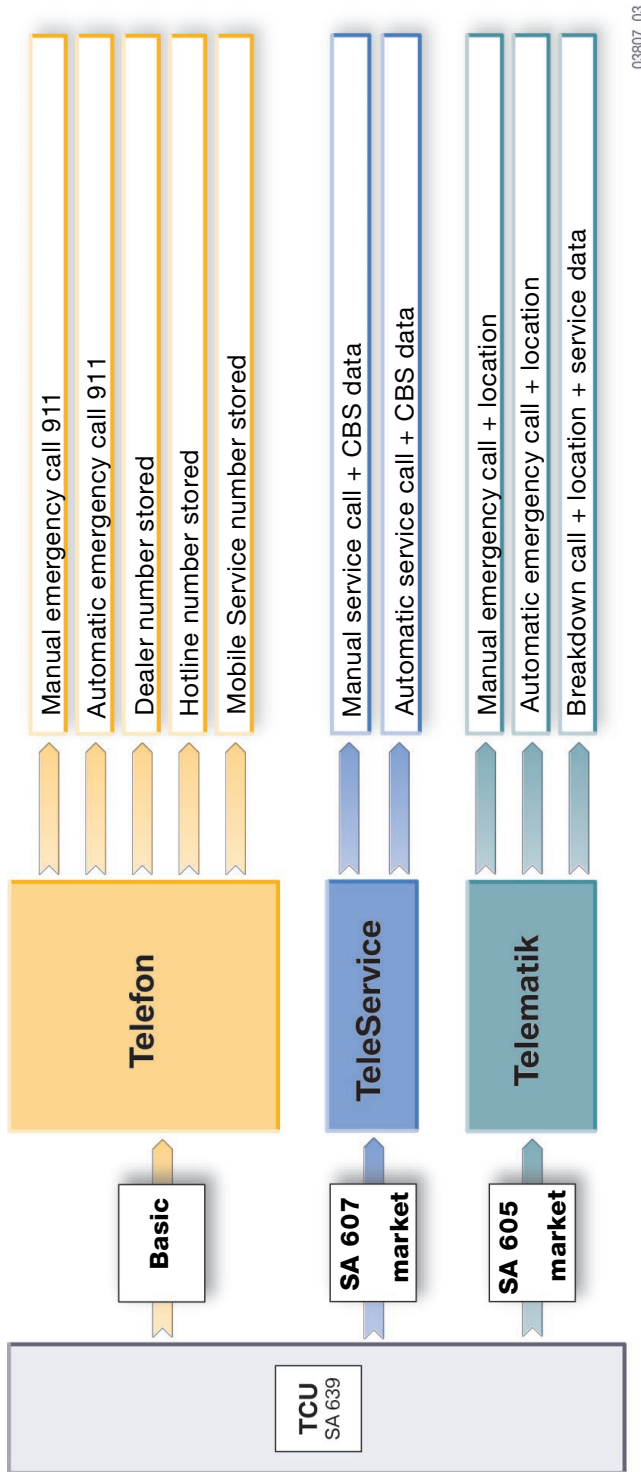 TCU
SA 639
Basic
Telefon
Manual emergency call 911
Automatic emergency call 911
Dealer number stored
Hotline number stored
Mobile Service number stored
SA 607
market
TeleService
Manual service call + CBS data
Automatic service call + CBS data
SA 605
market
Telematik
Manual emergency call + location
Automatic emergency call + location
Breakdown call + location + service data
03807_03